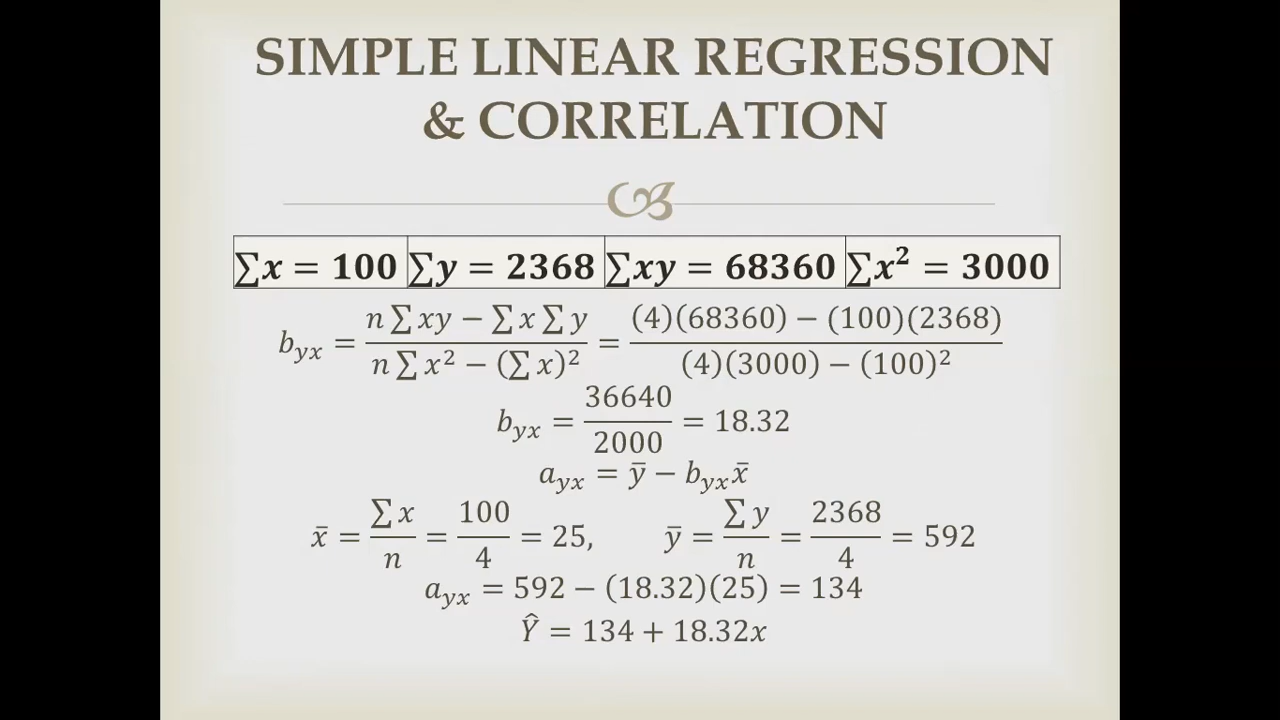 SIMPLE LINEAR REGRESSION
& CORRELATION
∑x = 100 ∑y = 2368 ∑xy = 68360 ∑x² = 3000
b_yx = (n ∑ xy − ∑ x ∑ y) / (n ∑ x² − (∑ x)²) = ((4)(68360) − (100)(2368)) / ((4)(3000) − (100)²)
b_yx = 36640 / 2000 = 18.32
a_yx = ȳ − b_yx x̄
x̄ = ∑ x / n = 100 / 4 = 25, ȳ = ∑ y / n = 2368 / 4 = 592
a_yx = 592 − (18.32)(25) = 134
Ŷ = 134 + 18.32x